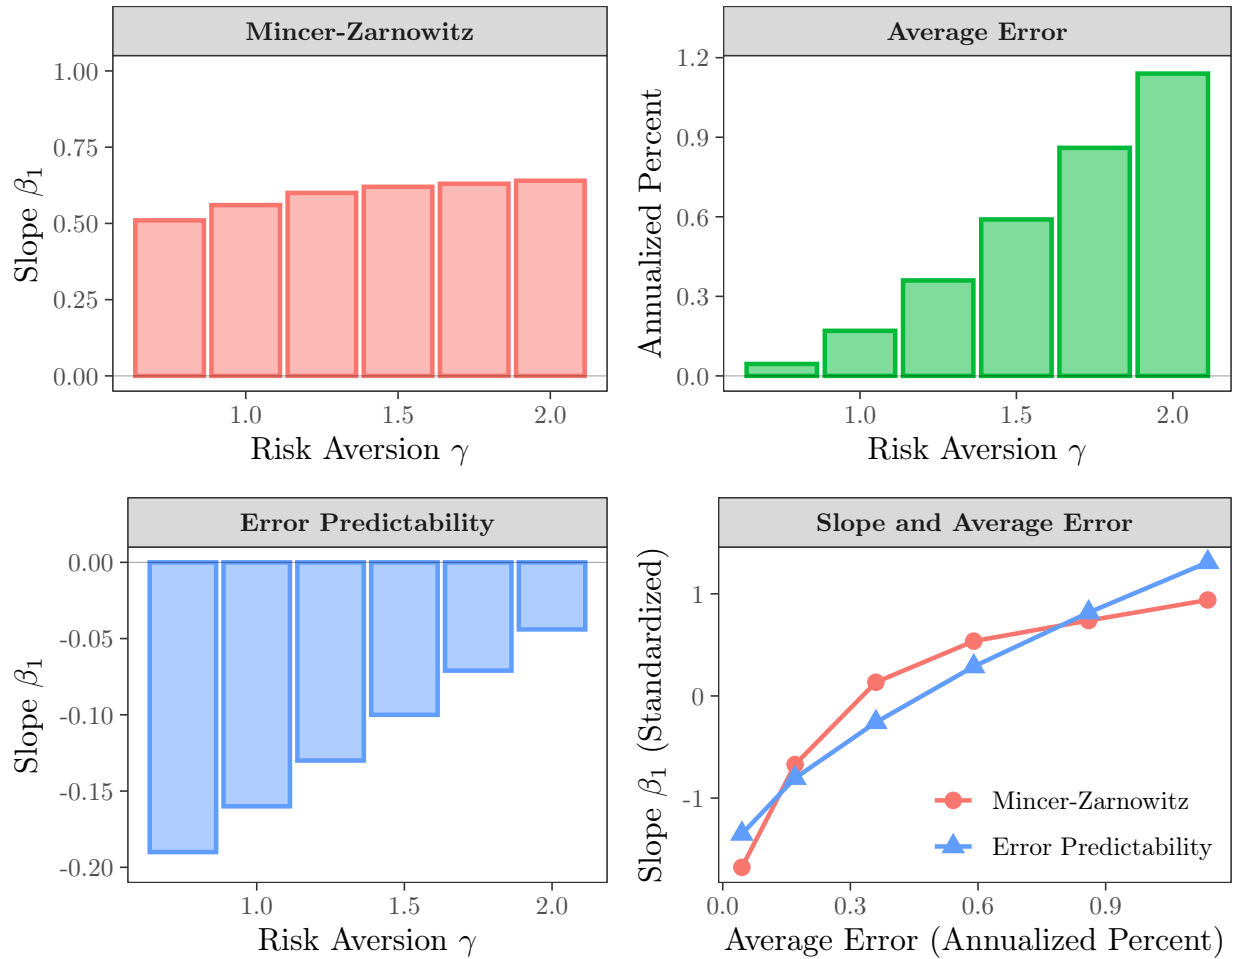 Mincer-Zarnowitz
Slope β₁
1.00
0.75
0.50
0.25
0.00
1.0 1.5 2.0
Risk Aversion γ
Average Error
Annualized Percent
1.2
0.9
0.6
0.3
0.0
1.0 1.5 2.0
Risk Aversion γ
Error Predictability
Slope β₁
0.00
-0.05
-0.10
-0.15
-0.20
1.0 1.5 2.0
Risk Aversion γ
Slope and Average Error
Slope β₁ (Standardized)
1
0
-1
Mincer-Zarnowitz
Error Predictability
0.0 0.3 0.6 0.9
Average Error (Annualized Percent)